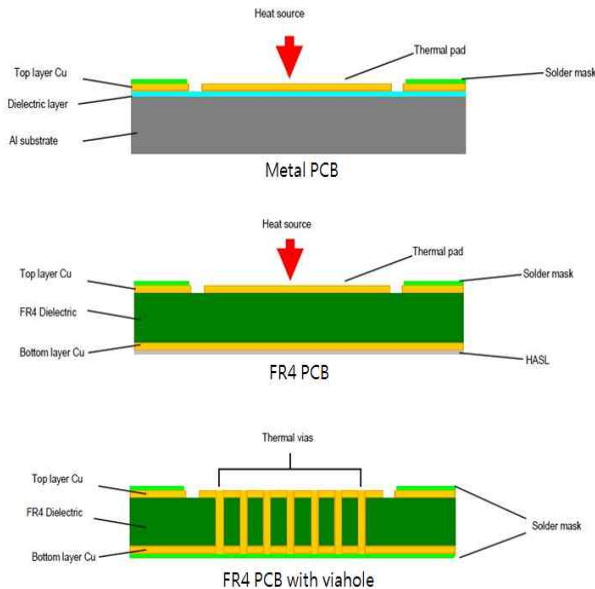 Heat source
Thermal pad
Top layer Cu
Solder mask
Dielectric layer
Al substrate
Metal PCB
Heat source
Thermal pad
Top layer Cu
Solder mask
FR4 Dielectric
Bottom layer Cu
HASL
FR4 PCB
Thermal vias
Top layer Cu
FR4 Dielectric
Solder mask
Bottom layer Cu
FR4 PCB with viahole